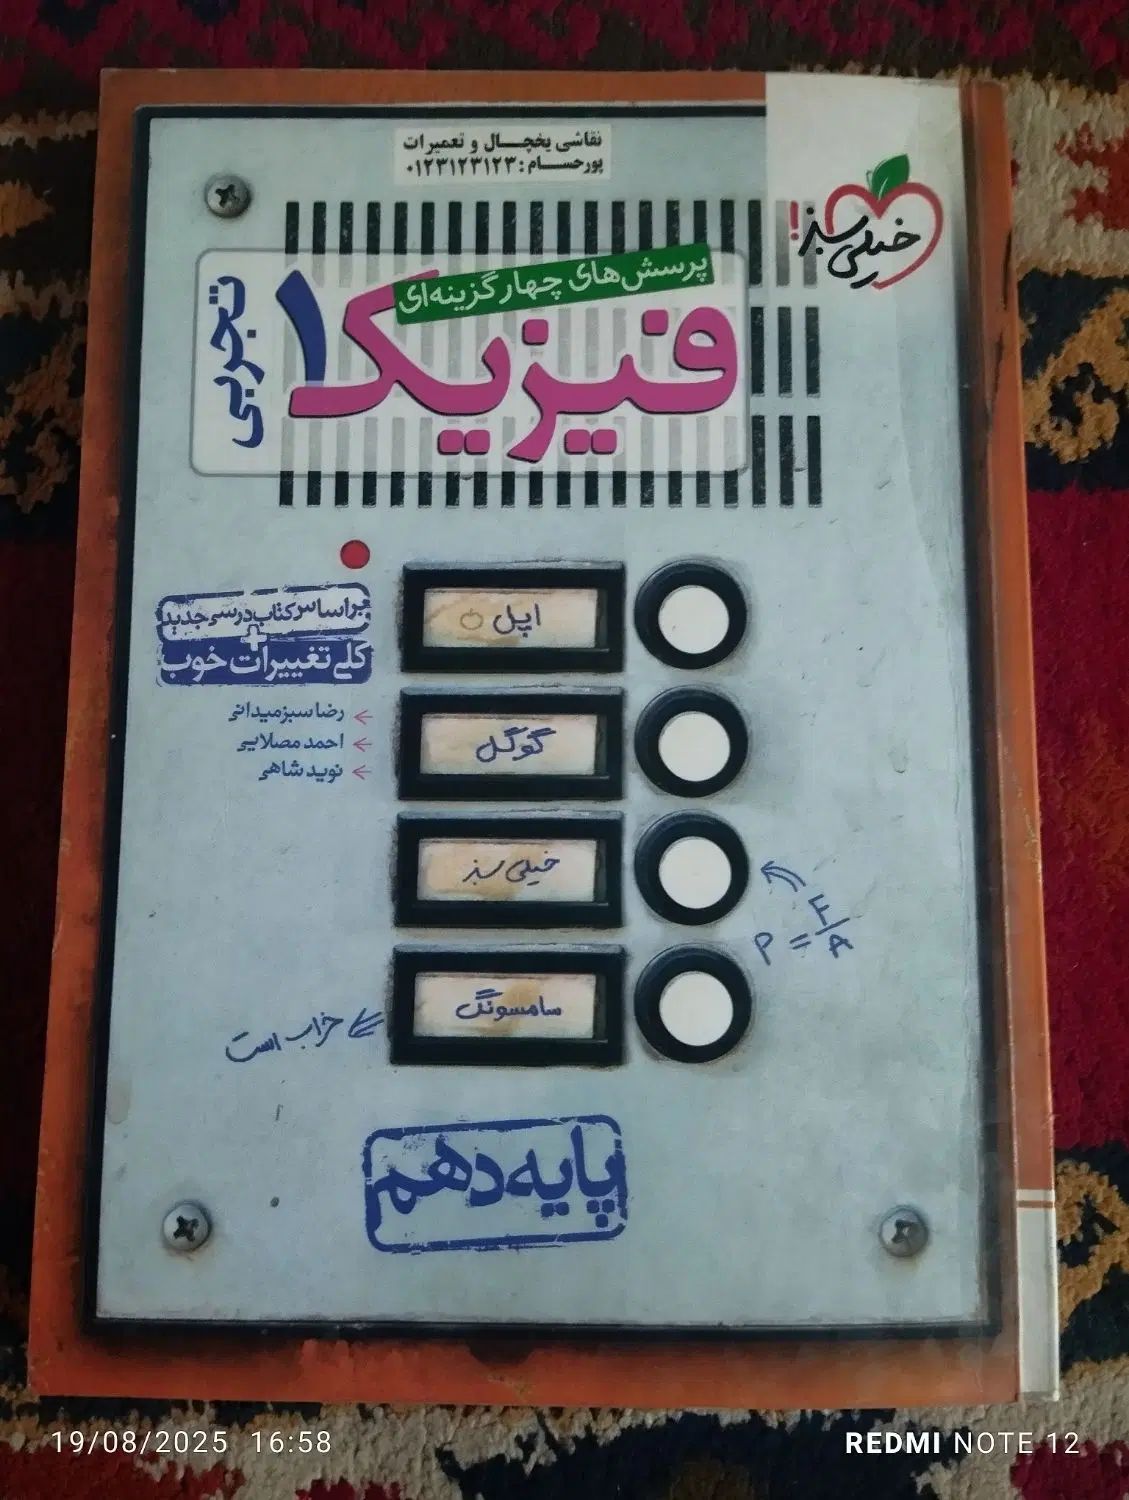 نقاشی یخچال و تعمیرات
پورحسام: ۰۱۲۳۱۲۳۱۲۳
خیلی سبز!
پرسش‌های چهارگزینه‌ای
فیزیک ۱
تجربی
براساس کتاب درسی جدید
+
کلی تغییرات خوب
رضا سبزمیدانی
احمد مصلایی
نوید شاهی
اپل
گوگل
خیلی سبز
P = F/A
سامسونگ
خراب است
پایه دهم
19/08/2025 16:58
REDMI NOTE 12